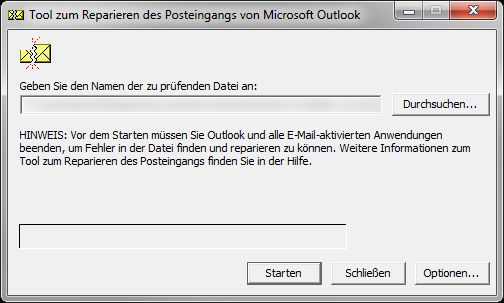 Tool zum Reparieren des Posteingangs von Microsoft Outlook
Geben Sie den Namen der zu prüfenden Datei an:
Durchsuchen...
HINWEIS: Vor dem Starten müssen Sie Outlook und alle E-Mail-aktivierten Anwendungen
beenden, um Fehler in der Datei finden und reparieren zu können. Weitere Informationen zum
Tool zum Reparieren des Posteingangs finden Sie in der Hilfe.
Starten
Schließen
Optionen...